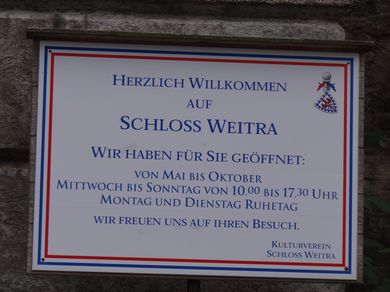 HERZLICH WILLKOMMEN
AUF
SCHLOSS WEITRA
WIR HABEN FÜR SIE GEÖFFNET:
VON MAI BIS OKTOBER
MITTWOCH BIS SONNTAG VON 10.00 BIS 17.30 UHR
MONTAG UND DIENSTAG RUHETAG
WIR FREUEN UNS AUF IHREN BESUCH.
KULTURVEREIN
SCHLOSS WEITRA